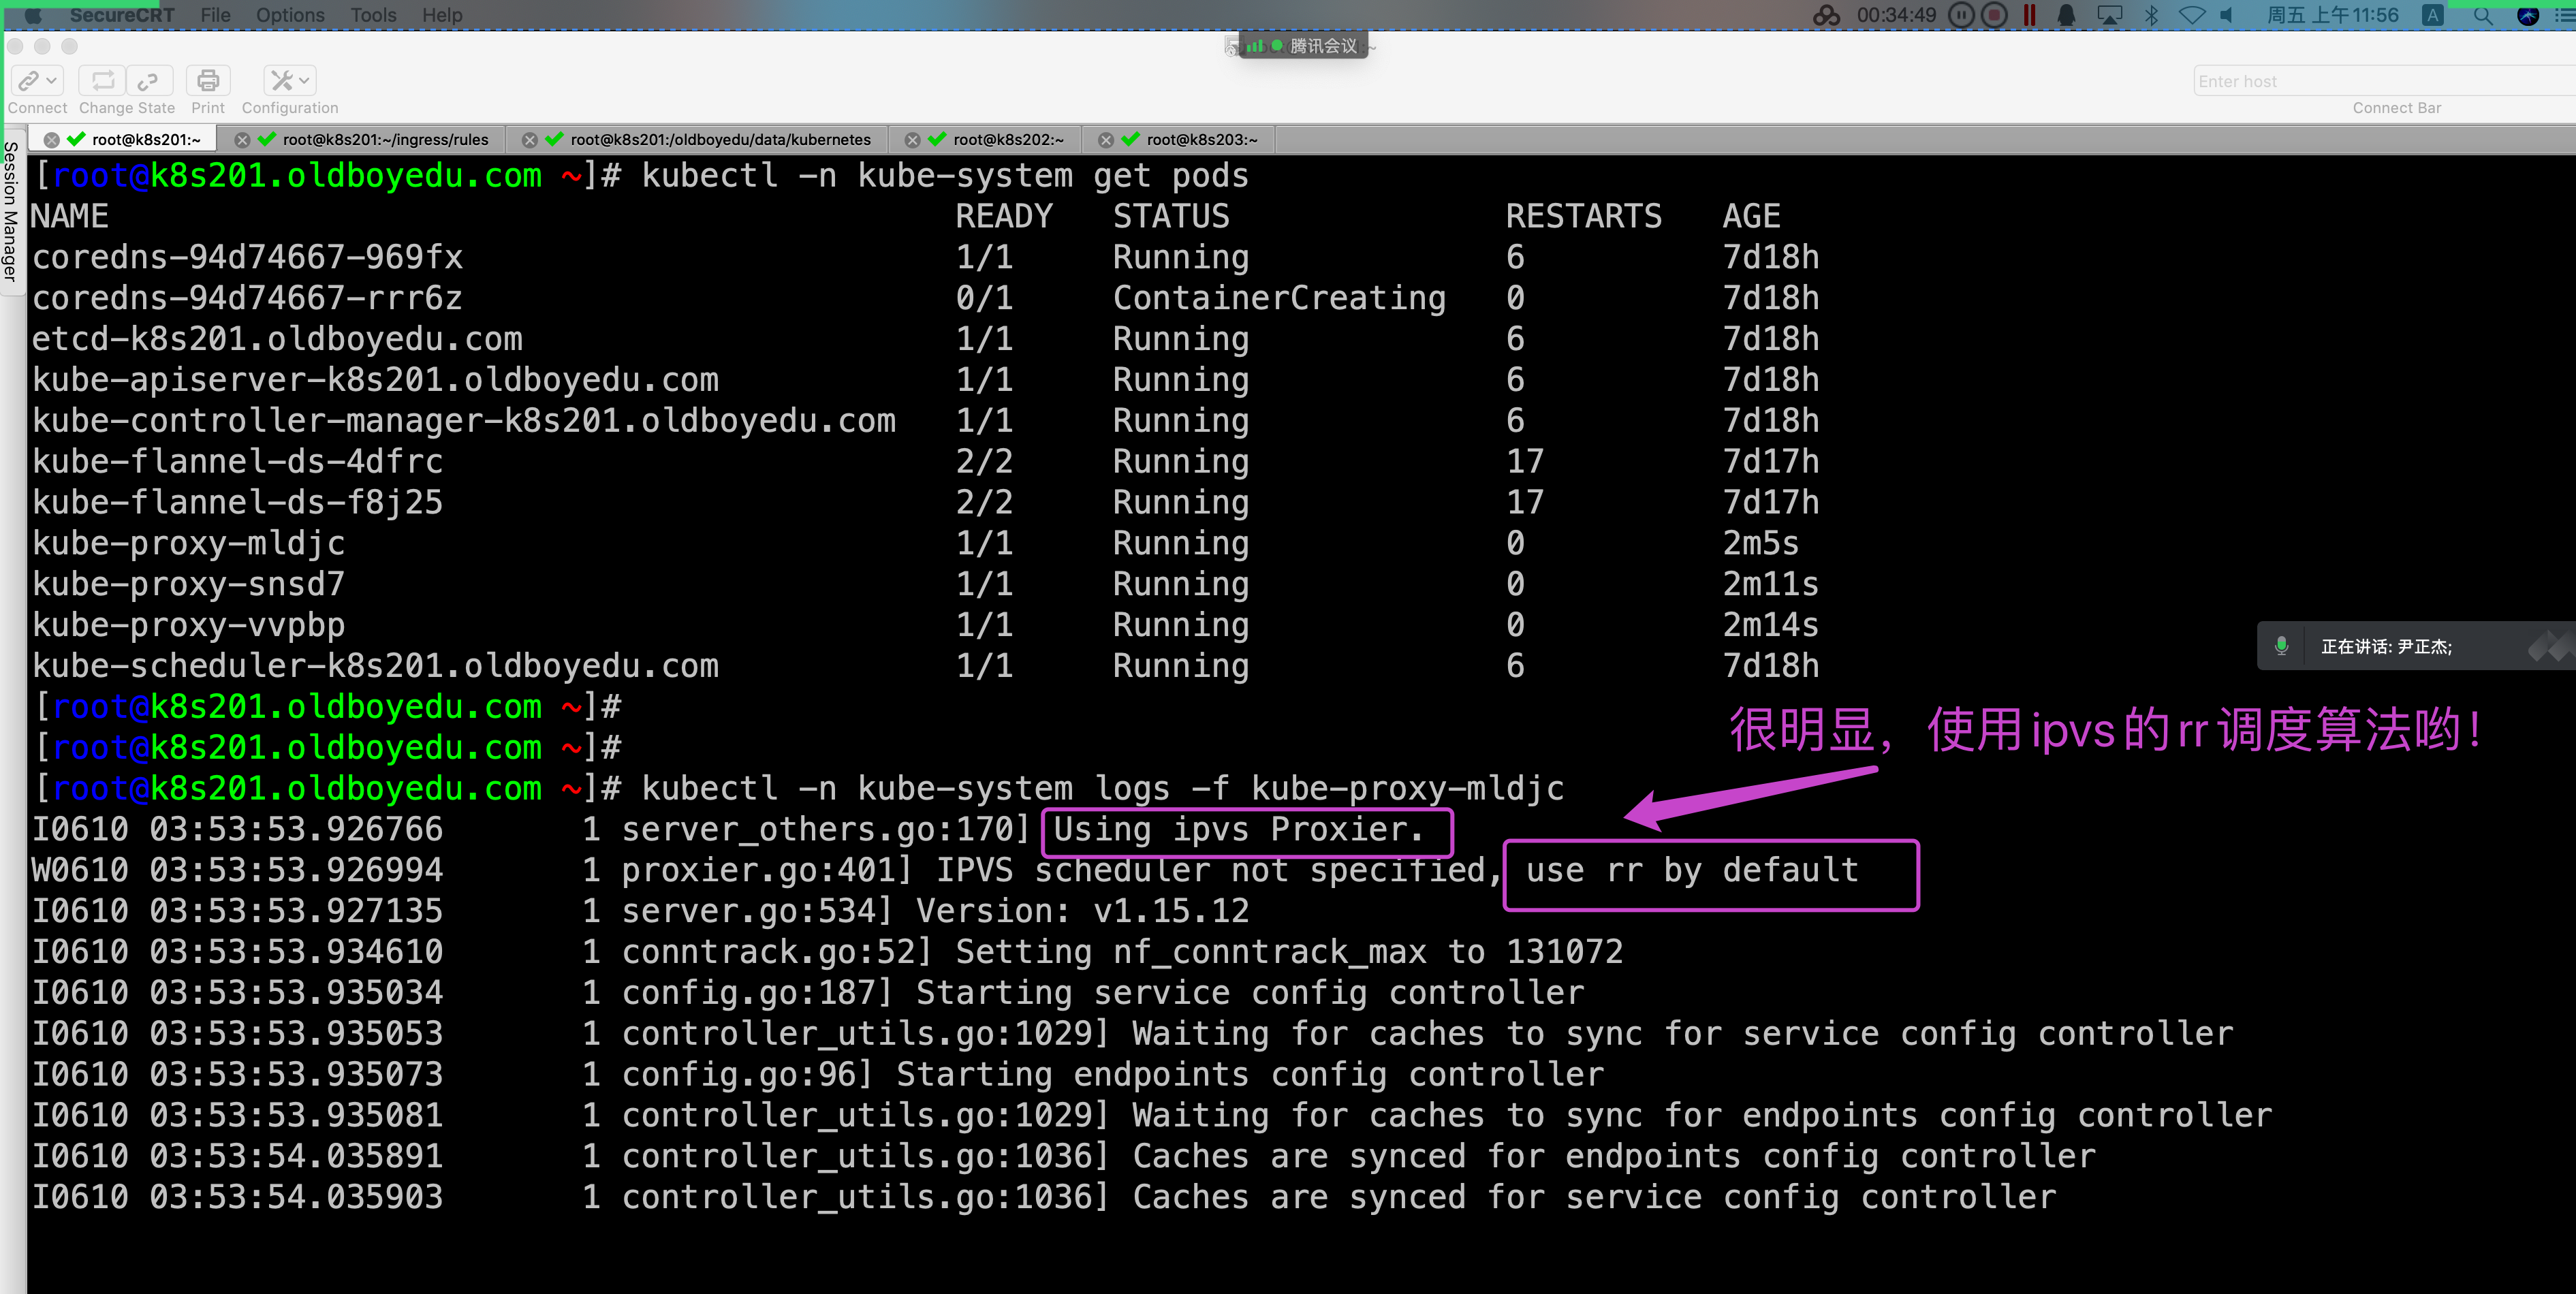 SecureCRT File Options Tools Help 00:34:49 周五 上午11:56 A
腾讯会议
Enter host
Connect Change State Print Configuration Connect Bar
root@k8s201:~ root@k8s201:~/ingress/rules root@k8s201:/oldboyedu/data/kubernetes root@k8s202:~ root@k8s203:~
Session Manager
[root@k8s201.oldboyedu.com ~]# kubectl -n kube-system get pods
NAME READY STATUS RESTARTS AGE
coredns-94d74667-969fx 1/1 Running 6 7d18h
coredns-94d74667-rrr6z 0/1 ContainerCreating 0 7d18h
etcd-k8s201.oldboyedu.com 1/1 Running 6 7d18h
kube-apiserver-k8s201.oldboyedu.com 1/1 Running 6 7d18h
kube-controller-manager-k8s201.oldboyedu.com 1/1 Running 6 7d18h
kube-flannel-ds-4dfrc 2/2 Running 17 7d17h
kube-flannel-ds-f8j25 2/2 Running 17 7d17h
kube-proxy-mldjc 1/1 Running 0 2m5s
kube-proxy-snsd7 1/1 Running 0 2m11s
kube-proxy-vvpbp 1/1 Running 0 2m14s
正在讲话: 尹正杰;
kube-scheduler-k8s201.oldboyedu.com 1/1 Running 6 7d18h
[root@k8s201.oldboyedu.com ~]#
很明显，使用ipvs的rr调度算法哟！
[root@k8s201.oldboyedu.com ~]#
[root@k8s201.oldboyedu.com ~]# kubectl -n kube-system logs -f kube-proxy-mldjc
I0610 03:53:53.926766 1 server_others.go:170] Using ipvs Proxier.
W0610 03:53:53.926994 1 proxier.go:401] IPVS scheduler not specified, use rr by default
I0610 03:53:53.927135 1 server.go:534] Version: v1.15.12
I0610 03:53:53.934610 1 conntrack.go:52] Setting nf_conntrack_max to 131072
I0610 03:53:53.935034 1 config.go:187] Starting service config controller
I0610 03:53:53.935053 1 controller_utils.go:1029] Waiting for caches to sync for service config controller
I0610 03:53:53.935073 1 config.go:96] Starting endpoints config controller
I0610 03:53:53.935081 1 controller_utils.go:1029] Waiting for caches to sync for endpoints config controller
I0610 03:53:54.035891 1 controller_utils.go:1036] Caches are synced for endpoints config controller
I0610 03:53:54.035903 1 controller_utils.go:1036] Caches are synced for service config controller